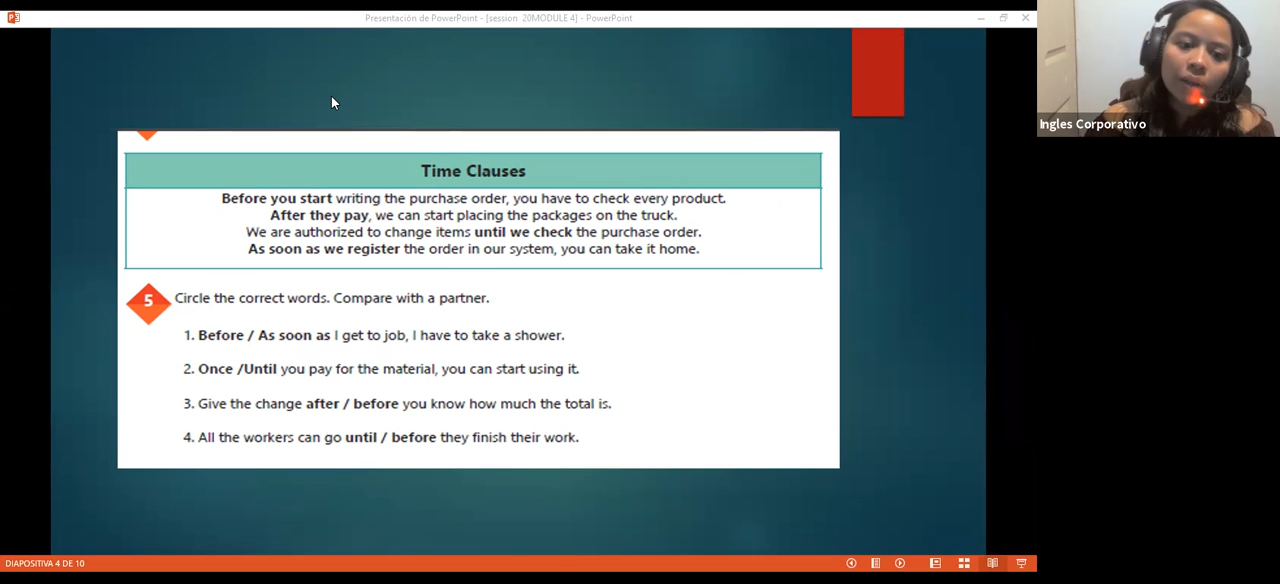 Presentación de PowerPoint - [session 20MODULE 4] - PowerPoint
Ingles Corporativo
Time Clauses
Before you start writing the purchase order, you have to check every product.
After they pay, we can start placing the packages on the truck.
We are authorized to change items until we check the purchase order.
As soon as we register the order in our system, you can take it home.
5 Circle the correct words. Compare with a partner.
1. Before / As soon as I get to job, I have to take a shower.
2. Once /Until you pay for the material, you can start using it.
3. Give the change after / before you know how much the total is.
4. All the workers can go until / before they finish their work.
DIAPOSITIVA 4 DE 10